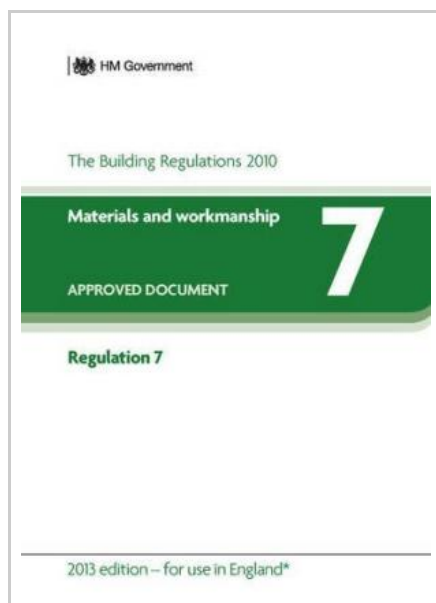 HM Government
The Building Regulations 2010
Materials and workmanship
7
APPROVED DOCUMENT
Regulation 7
2013 edition – for use in England*